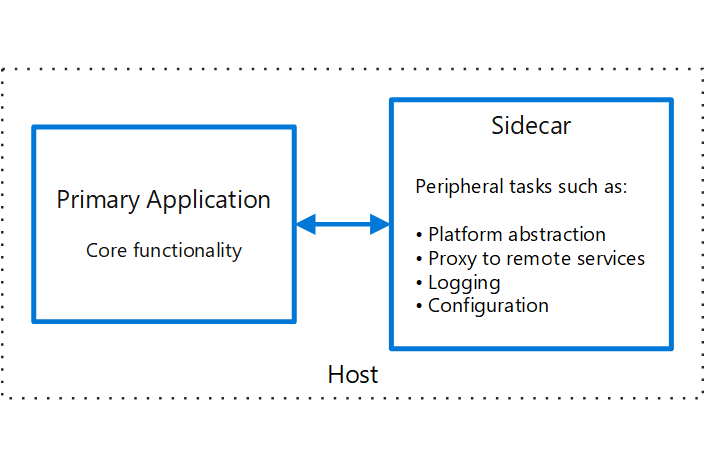 Primary Application
Core functionality
Sidecar
Peripheral tasks such as:
• Platform abstraction
• Proxy to remote services
• Logging
• Configuration
Host